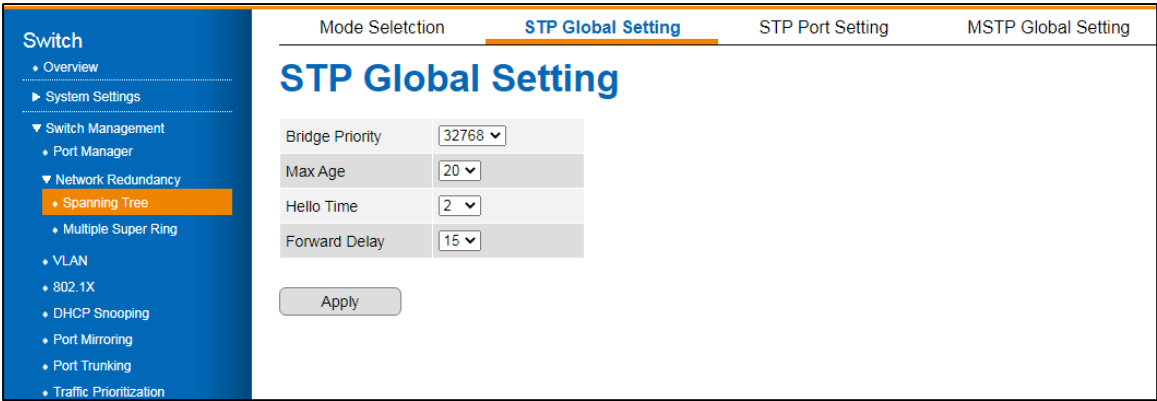 Switch
Overview
System Settings
Switch Management
Port Manager
Network Redundancy
Spanning Tree
Multiple Super Ring
VLAN
802.1X
DHCP Snooping
Port Mirroring
Port Trunking
Traffic Prioritization
Mode Seletction STP Global Setting STP Port Setting MSTP Global Setting
STP Global Setting
Bridge Priority 32768
Max Age 20
Hello Time 2
Forward Delay 15
Apply